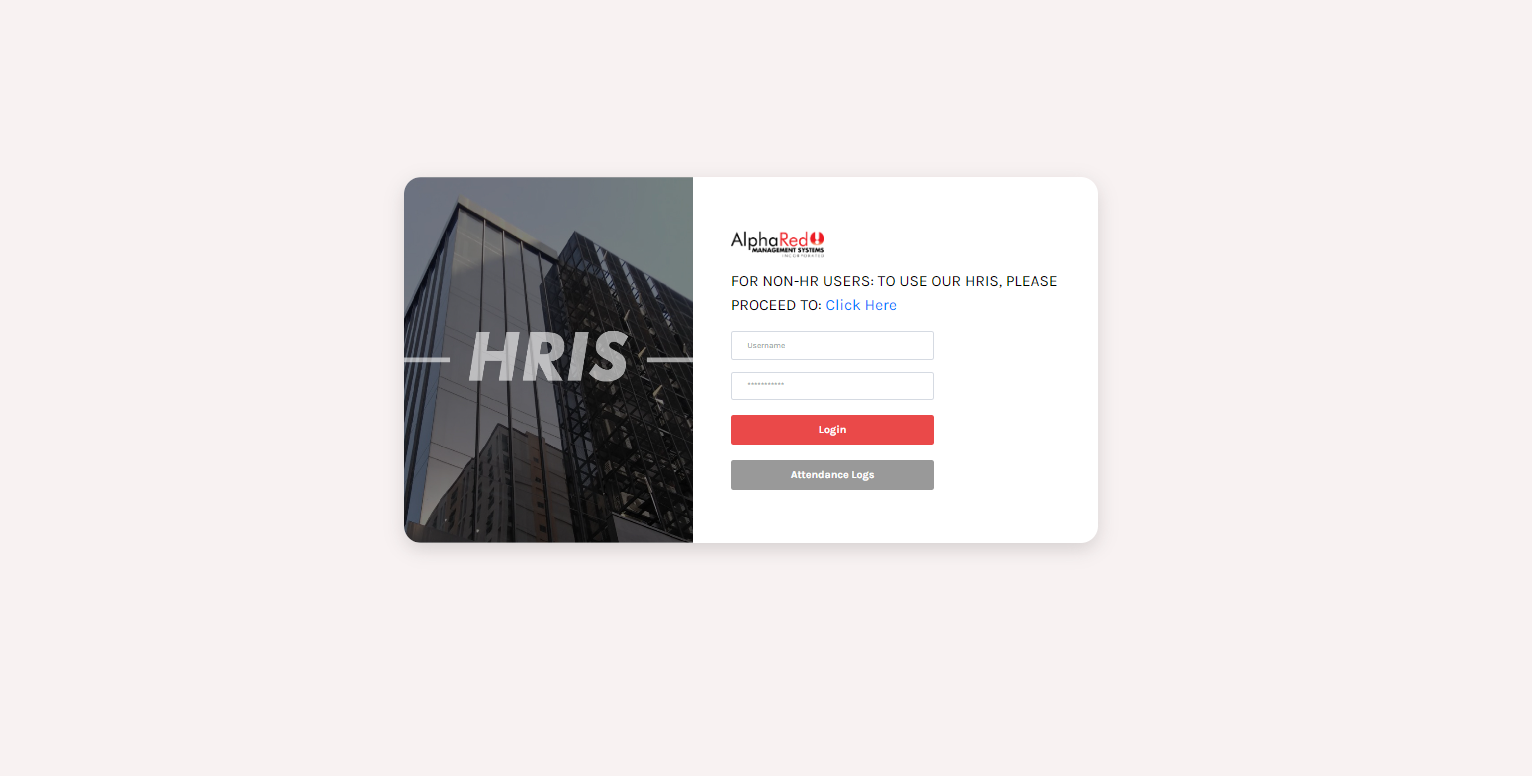 HRIS
AlphaRed
MANAGEMENT SYSTEMS
INCORPORATED
FOR NON-HR USERS: TO USE OUR HRIS, PLEASE
PROCEED TO: Click Here
Username
***********
Login
Attendance Logs